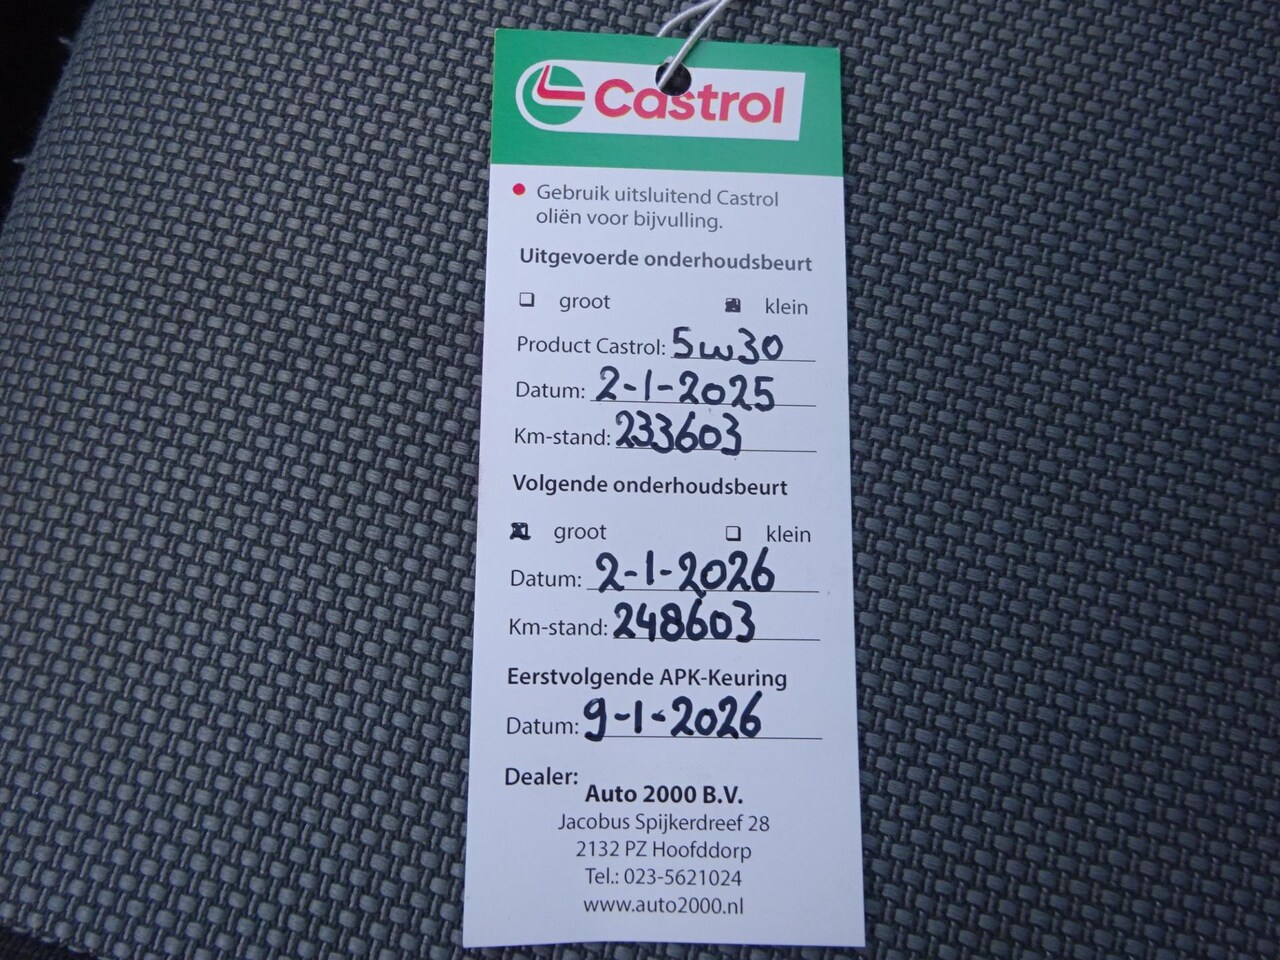 Castrol
Gebruik uitsluitend Castrol
oliën voor bijvulling.
Uitgevoerde onderhoudsbeurt
groot klein
Product Castrol: 5w30
Datum: 2-1-2025
Km-stand: 233603
Volgende onderhoudsbeurt
groot klein
Datum: 2-1-2026
Km-stand: 248603
Eerstvolgende APK-Keuring
Datum: 9-1-2026
Dealer:
Auto 2000 B.V.
Jacobus Spijkerdreef 28
2132 PZ Hoofddorp
Tel.: 023-5621024
www.auto2000.nl